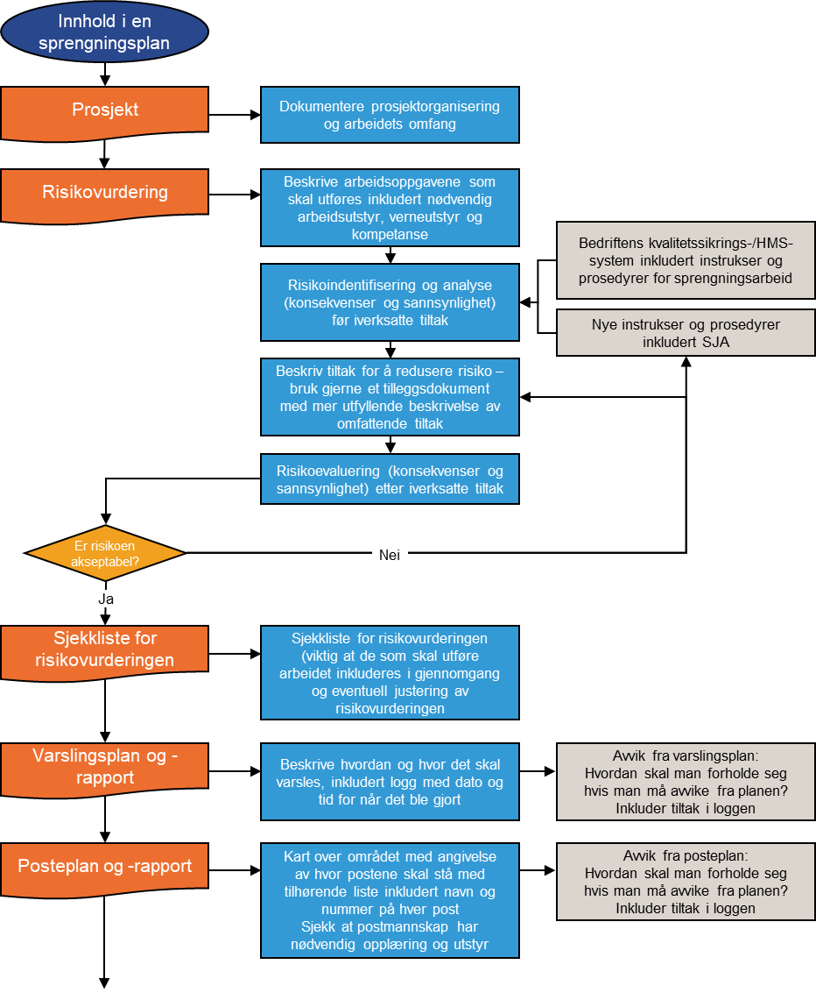 Innhold i en
sprengningsplan
Prosjekt
Dokumentere prosjektorganisering
og arbeidets omfang
Risikovurdering
Beskrive arbeidsoppgavene som
skal utføres inkludert nødvendig
arbeidsutstyr, verneutstyr og
kompetanse
Bedriftens kvalitetssikrings-/HMS-
system inkludert instrukser og
prosedyrer for sprengningsarbeid
Risikoindentifisering og analyse
(konsekvenser og sannsynlighet)
før iverksatte tiltak
Nye instrukser og prosedyrer
inkludert SJA
Beskriv tiltak for å redusere risiko –
bruk gjerne et tilleggsdokument
med mer utfyllende beskrivelse av
omfattende tiltak
Risikoevaluering (konsekvenser og
sannsynlighet) etter iverksatte tiltak
Er risikoen
akseptabel?
Nei
Ja
Sjekkliste for
risikovurderingen
Sjekkliste for risikovurderingen
(viktig at de som skal utføre
arbeidet inkluderes i gjennomgang
og eventuell justering av
risikovurderingen
Varslingsplan og -
rapport
Beskrive hvordan og hvor det skal
varsles, inkludert logg med dato og
tid for når det ble gjort
Avvik fra varslingsplan:
Hvordan skal man forholde seg
hvis man må avvike fra planen?
Inkluder tiltak i loggen
Posteplan og -rapport
Kart over området med angivelse
av hvor postene skal stå med
tilhørende liste inkludert navn og
nummer på hver post
Sjekk at postmannskap har
nødvendig opplæring og utstyr
Avvik fra posteplan:
Hvordan skal man forholde seg
hvis man må avvike fra planen?
Inkluder tiltak i loggen